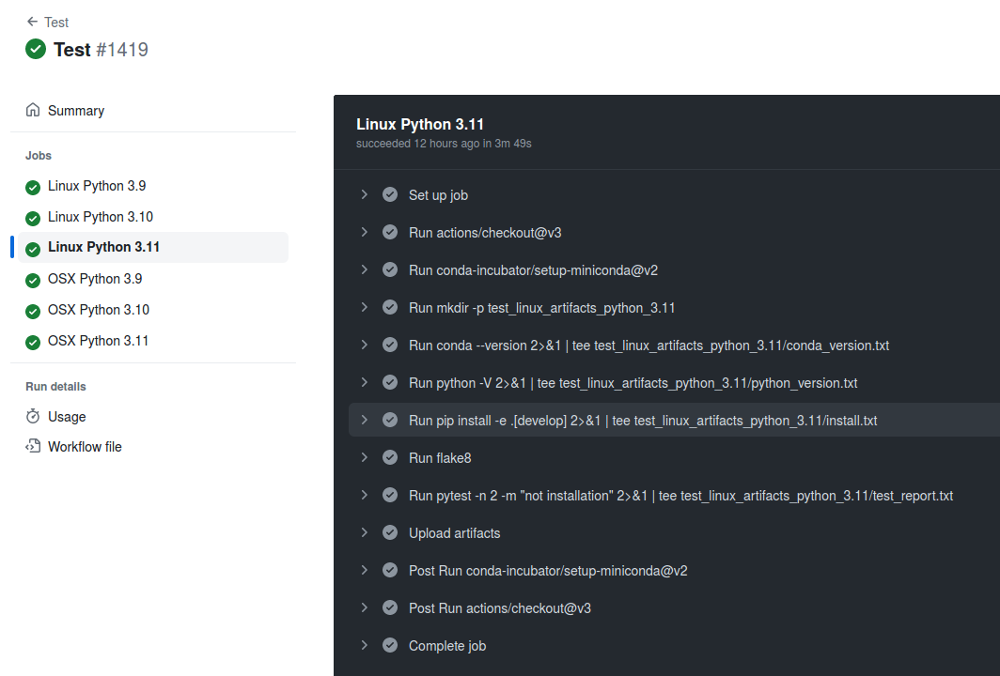 Test
Test #1419
Summary
Jobs
Linux Python 3.9
Linux Python 3.10
Linux Python 3.11
OSX Python 3.9
OSX Python 3.10
OSX Python 3.11
Run details
Usage
Workflow file
Linux Python 3.11
succeeded 12 hours ago in 3m 49s
Set up job
Run actions/checkout@v3
Run conda-incubator/setup-miniconda@v2
Run mkdir -p test_linux_artifacts_python_3.11
Run conda --version 2>&1 | tee test_linux_artifacts_python_3.11/conda_version.txt
Run python -V 2>&1 | tee test_linux_artifacts_python_3.11/python_version.txt
Run pip install -e .[develop] 2>&1 | tee test_linux_artifacts_python_3.11/install.txt
Run flake8
Run pytest -n 2 -m "not installation" 2>&1 | tee test_linux_artifacts_python_3.11/test_report.txt
Upload artifacts
Post Run conda-incubator/setup-miniconda@v2
Post Run actions/checkout@v3
Complete job